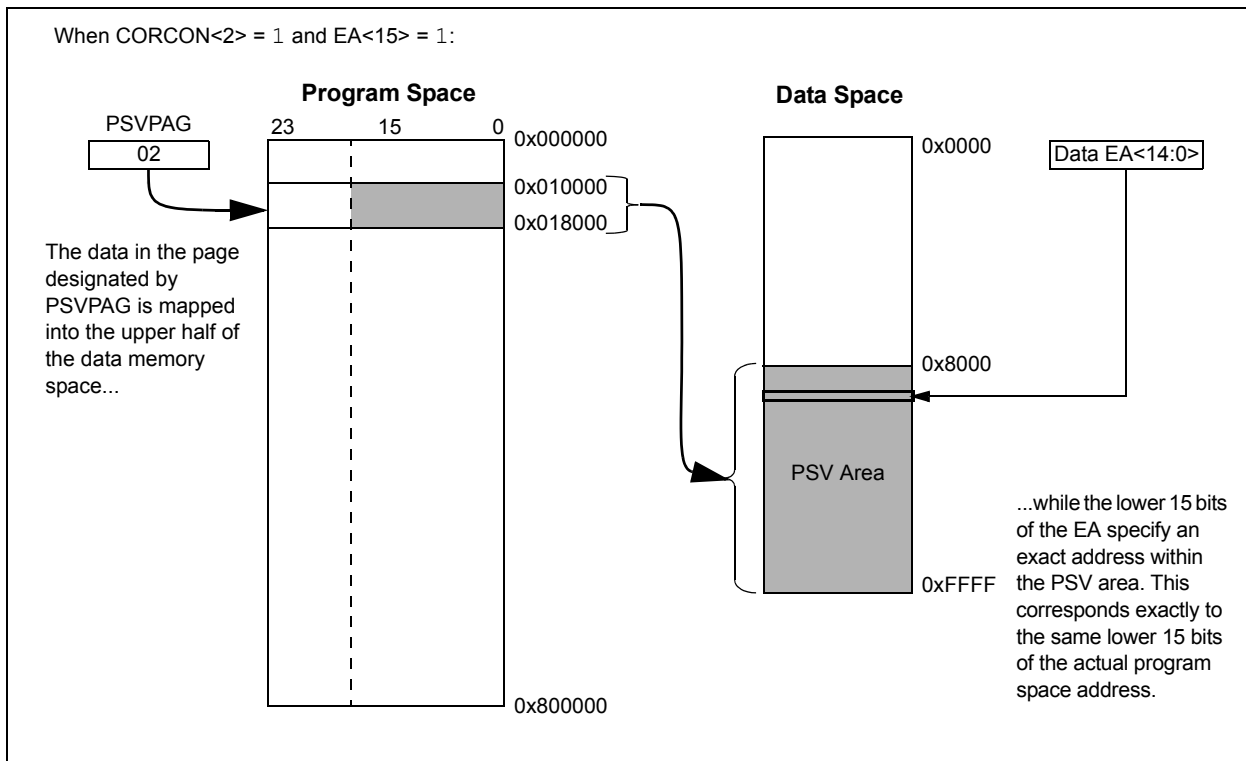 When CORCON<2> = 1 and EA<15> = 1:
Program Space
Data Space
PSVPAG
02
23 15 0
0x000000
0x010000
0x018000
0x800000
The data in the page
designated by
PSVPAG is mapped
into the upper half of
the data memory
space...
0x0000
0x8000
0xFFFF
PSV Area
Data EA<14:0>
...while the lower 15 bits
of the EA specify an
exact address within
the PSV area. This
corresponds exactly to
the same lower 15 bits
of the actual program
space address.